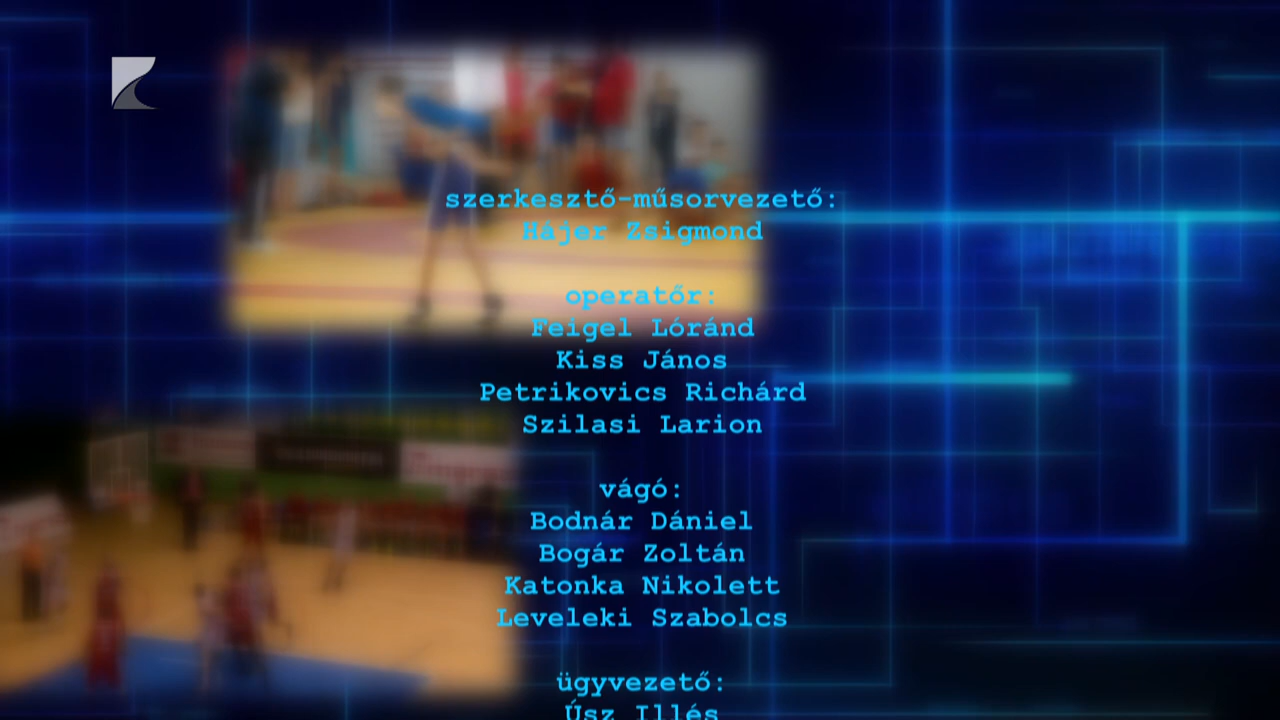 szerkesztő-műsorvezető:
Hájer Zsigmond
operatőr:
Feigel Lóránd
Kiss János
Petrikovics Richárd
Szilasi Larion
vágó:
Bodnár Dániel
Bogár Zoltán
Katonka Nikolett
Leveleki Szabolcs
ügyvezető:
Úsz Illés